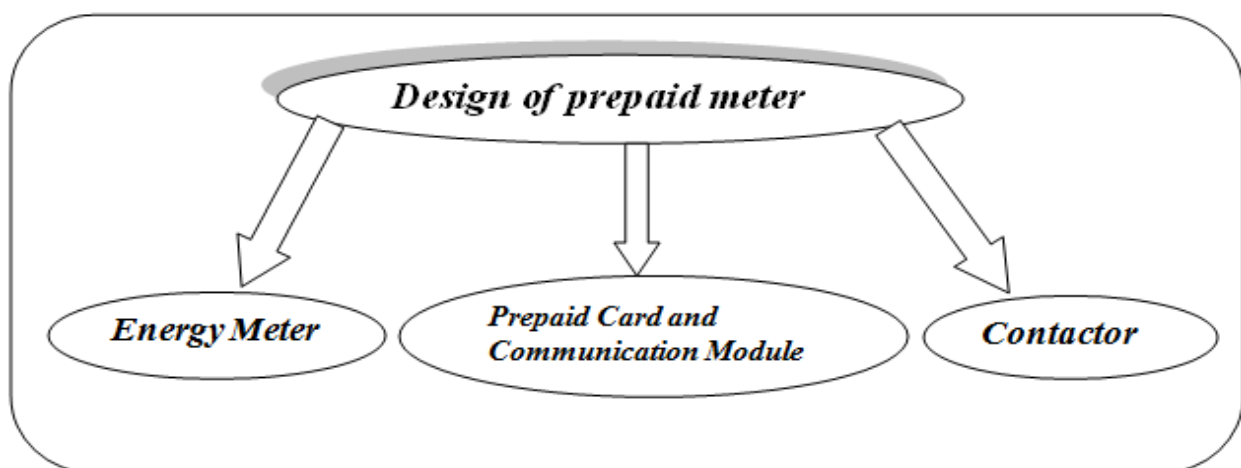 Design of prepaid meter
Energy Meter
Prepaid Card and
Communication Module
Contactor